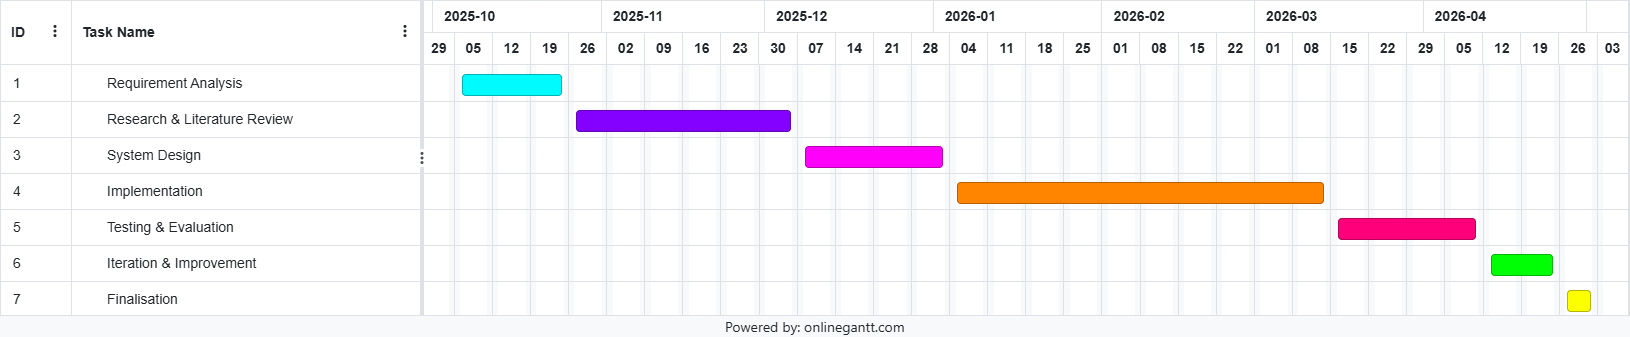 ID Task Name 2025-10 2025-11 2025-12 2026-01 2026-02 2026-03 2026-04
29 05 12 19 26 02 09 16 23 30 07 14 21 28 04 11 18 25 01 08 15 22 01 08 15 22 29 05 12 19 26 03
1 Requirement Analysis
2 Research & Literature Review
3 System Design
4 Implementation
5 Testing & Evaluation
6 Iteration & Improvement
7 Finalisation
Powered by: onlinegantt.com